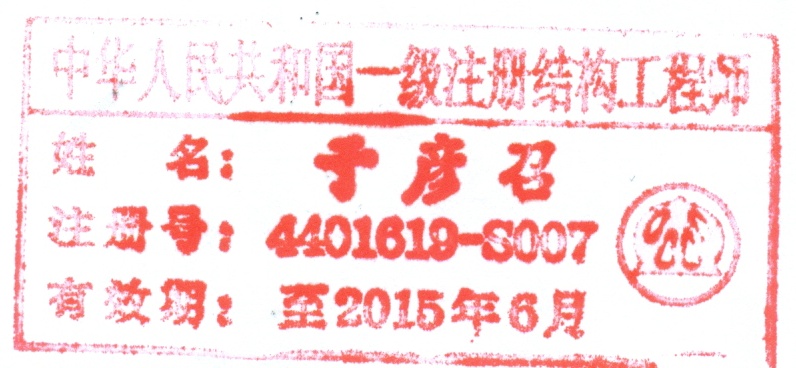 中华人民共和国一级注册结构工程师
姓 名：于彦召
注册号：4401619-S007
有效期：至2015年6月